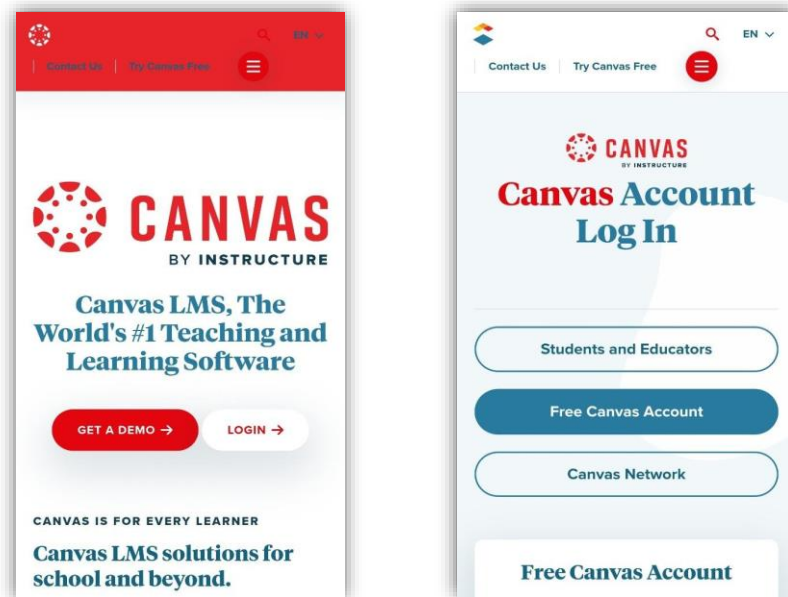 EN
Contact Us
Try Canvas Free
CANVAS
BY INSTRUCTURE
Canvas LMS, The
World's #1 Teaching and
Learning Software
GET A DEMO →
LOGIN →
CANVAS IS FOR EVERY LEARNER
Canvas LMS solutions for
school and beyond.
EN
Contact Us
Try Canvas Free
CANVAS
BY INSTRUCTURE
Canvas Account
Log In
Students and Educators
Free Canvas Account
Canvas Network
Free Canvas Account